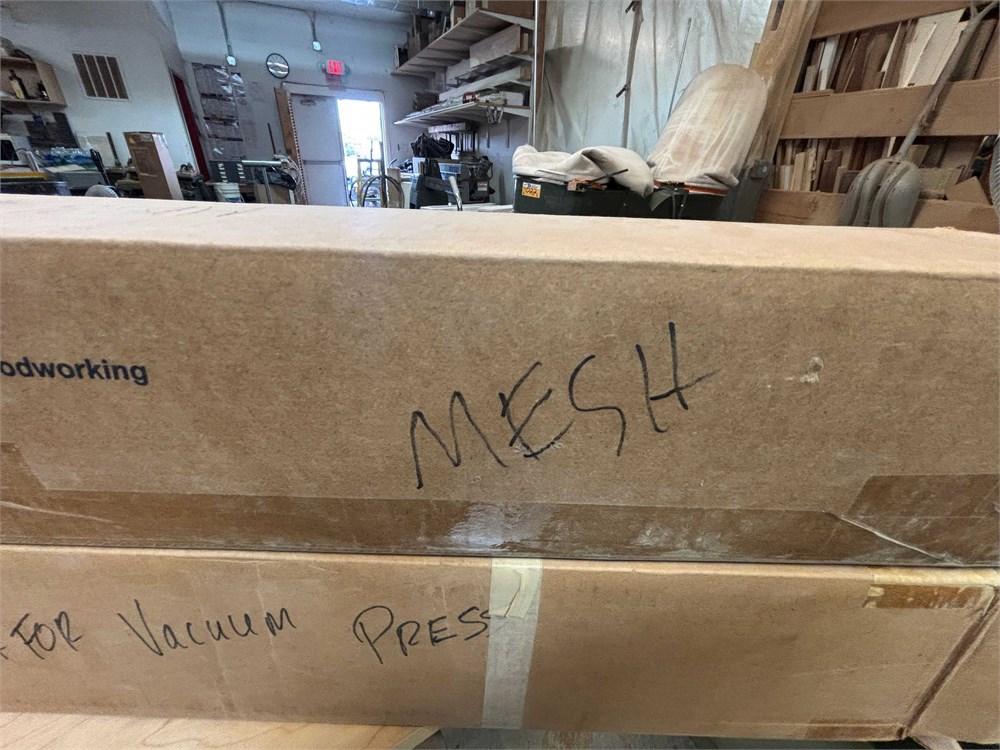 odworking
MESH
FOR Vacuum PRESS